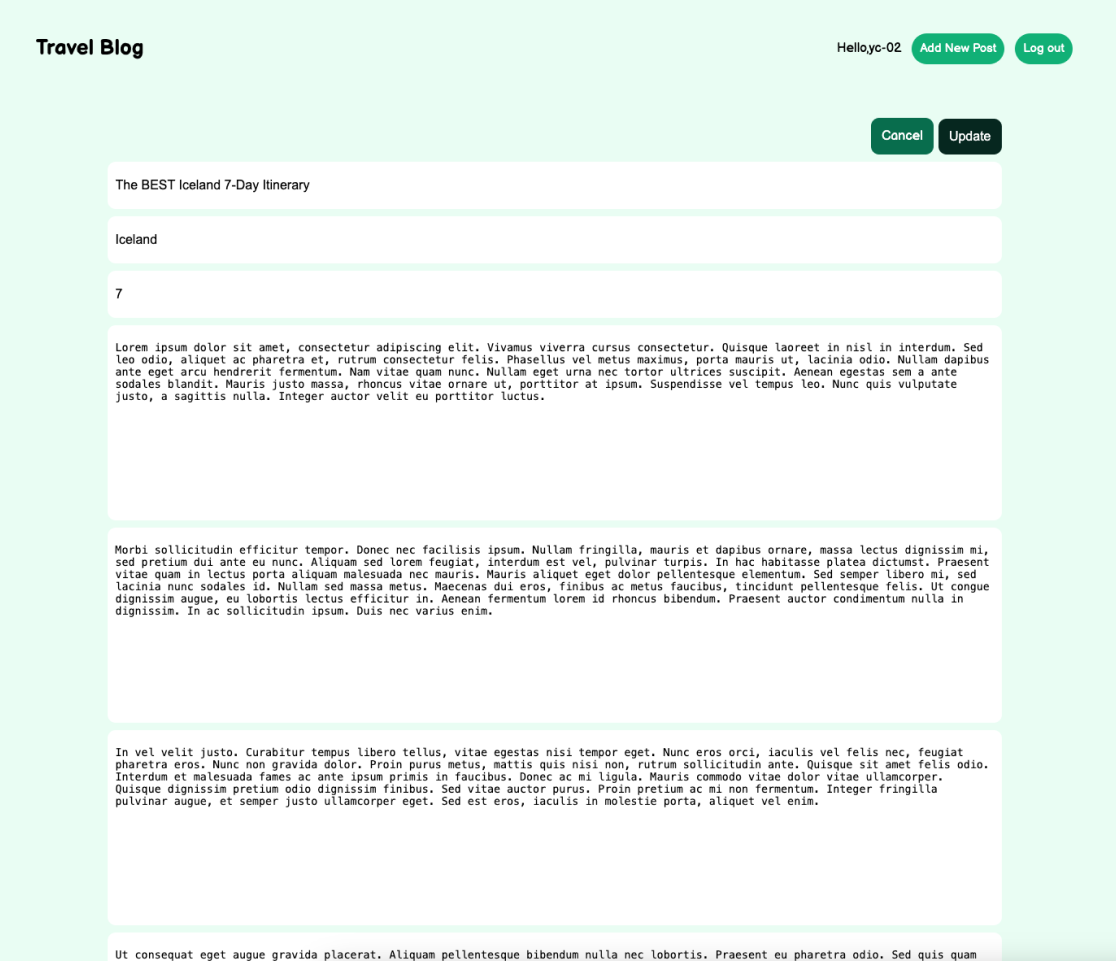 Travel Blog
Hello,yc-02 Add New Post Log out
Cancel Update
The BEST Iceland 7-Day Itinerary
Iceland
7
Lorem ipsum dolor sit amet, consectetur adipiscing elit. Vivamus viverra cursus consectetur. Quisque laoreet in nisl in interdum. Sed
leo odio, aliquet ac pharetra et, rutrum consectetur felis. Phasellus vel metus maximus, porta mauris ut, lacinia odio. Nullam dapibus
ante eget arcu hendrerit fermentum. Nam vitae quam nunc. Nullam eget urna nec tortor ultrices suscipit. Aenean egestas sem a ante
sodales blandit. Mauris justo massa, rhoncus vitae ornare ut, porttitor at ipsum. Suspendisse vel tempus leo. Nunc quis vulputate
justo, a sagittis nulla. Integer auctor velit eu porttitor luctus.
Morbi sollicitudin efficitur tempor. Donec nec facilisis ipsum. Nullam fringilla, mauris et dapibus ornare, massa lectus dignissim mi,
sed pretium dui ante eu nunc. Aliquam sed lorem feugiat, interdum est vel, pulvinar turpis. In hac habitasse platea dictumst. Praesent
vitae quam in lectus porta aliquam malesuada nec mauris. Mauris aliquet eget dolor pellentesque elementum. Sed semper libero mi, sed
lacinia nunc sodales id. Nullam sed massa metus. Maecenas dui eros, finibus ac metus faucibus, tincidunt pellentesque felis. Ut congue
dignissim augue, eu lobortis lectus efficitur in. Aenean fermentum lorem id rhoncus bibendum. Praesent auctor condimentum nulla in
dignissim. In ac sollicitudin ipsum. Duis nec varius enim.
In vel velit justo. Curabitur tempus libero tellus, vitae egestas nisi tempor eget. Nunc eros orci, iaculis vel felis nec, feugiat
pharetra eros. Nunc non gravida dolor. Proin purus metus, mattis quis nisi non, rutrum sollicitudin ante. Quisque sit amet felis odio.
Interdum et malesuada fames ac ante ipsum primis in faucibus. Donec ac mi ligula. Mauris commodo vitae dolor vitae ullamcorper.
Quisque dignissim pretium odio dignissim finibus. Sed vitae auctor purus. Proin pretium ac mi non fermentum. Integer fringilla
pulvinar augue, et semper justo ullamcorper eget. Sed est eros, iaculis in molestie porta, aliquet vel enim.
Ut consequat eget augue gravida placerat. Aliquam pellentesque bibendum nulla nec lobortis. Praesent eu pharetra odio. Sed quis quam